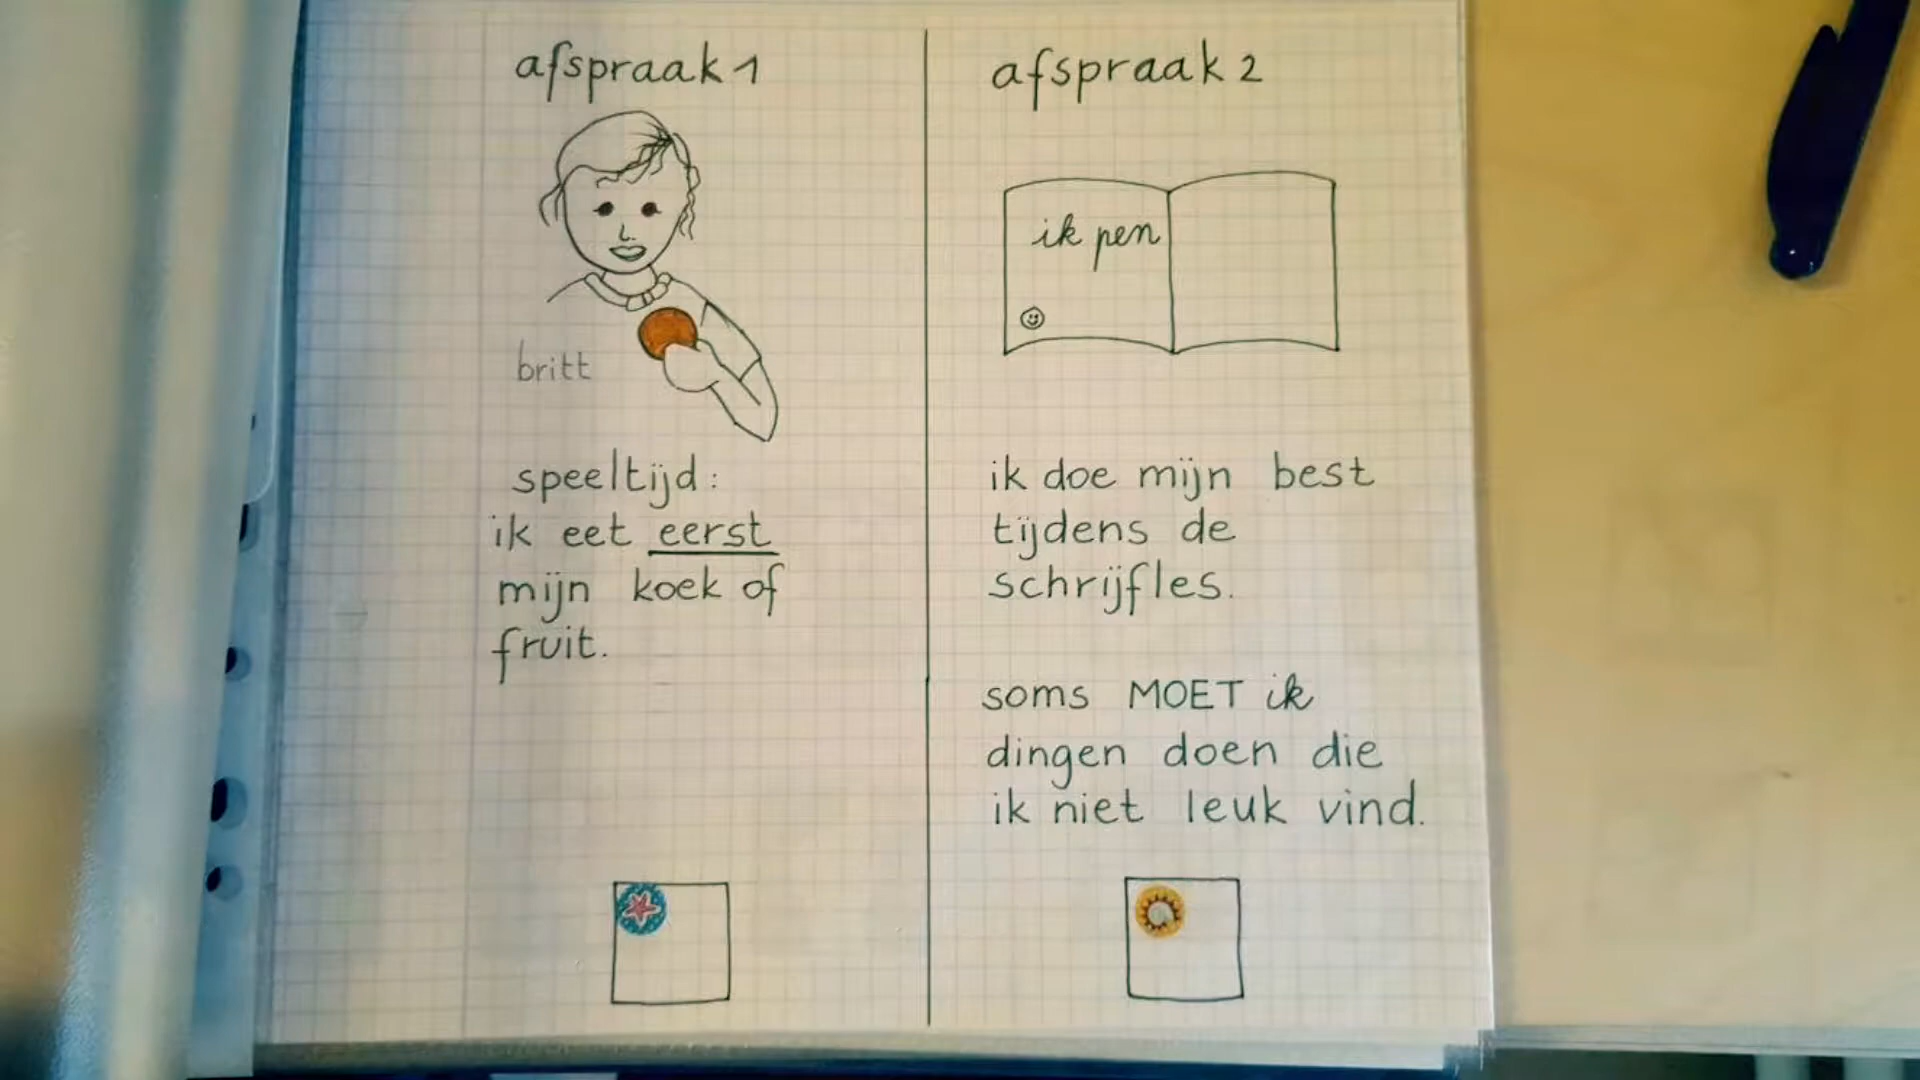 afspraak 1
britt
speeltijd:
ik eet eerst
mijn koek of
fruit.
afspraak 2
ik pen
ik doe mijn best
tijdens de
schrijfles.
soms MOET ik
dingen doen die
ik niet leuk vind.